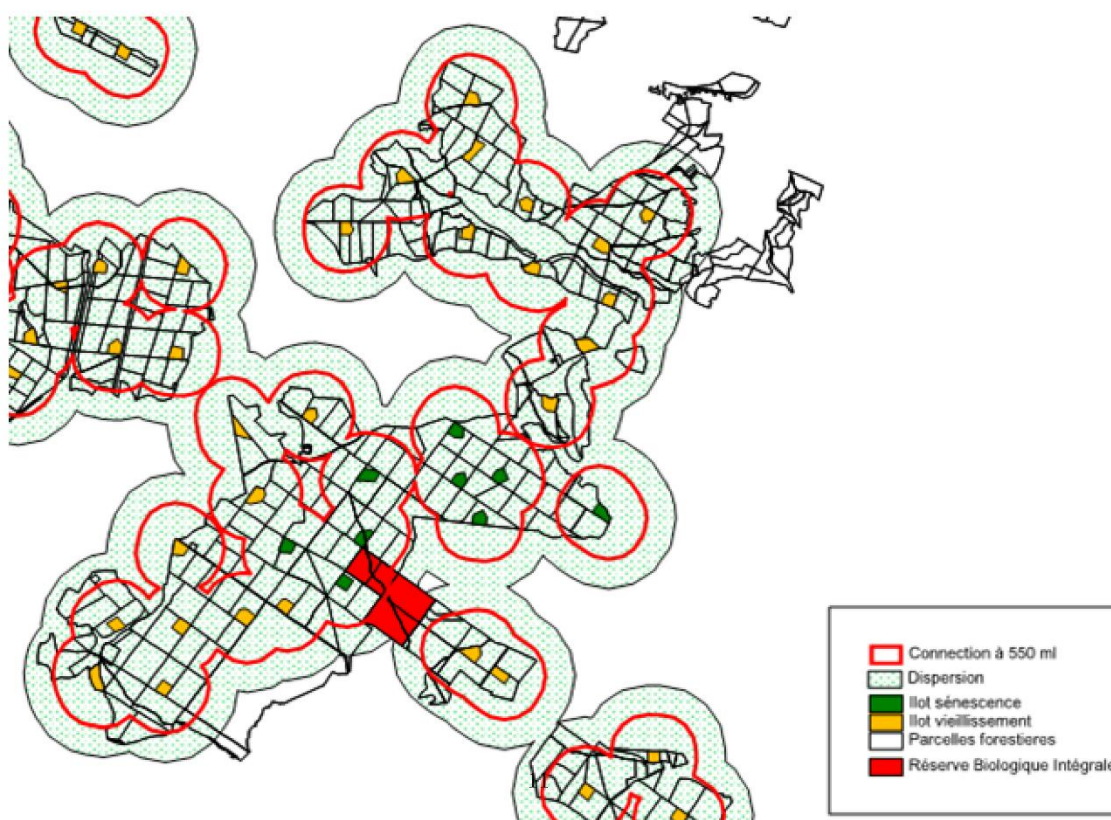 Connection à 550 ml
Dispersion
Ilot sénescence
Ilot vieillissement
Parcelles forestieres
Réserve Biologique Intégrale